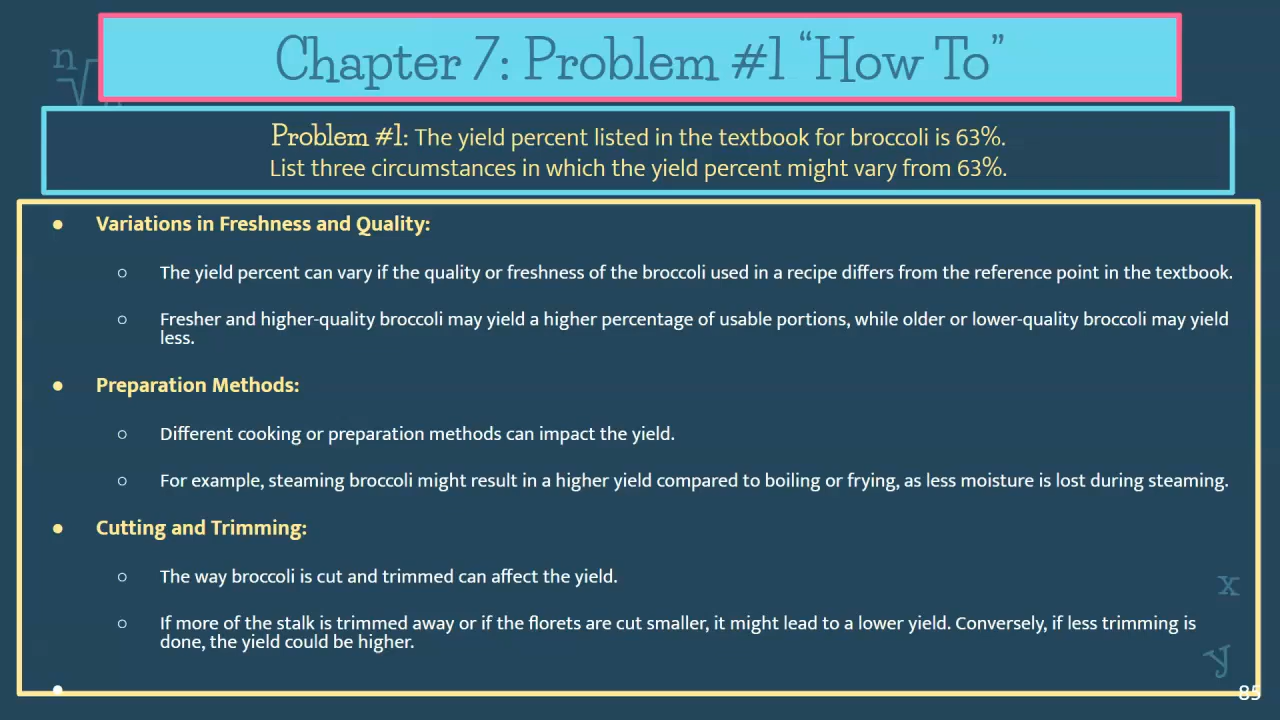 Chapter 7: Problem #1 “How To”
n
√
Problem #1: The yield percent listed in the textbook for broccoli is 63%.
List three circumstances in which the yield percent might vary from 63%.
● Variations in Freshness and Quality:
○ The yield percent can vary if the quality or freshness of the broccoli used in a recipe differs from the reference point in the textbook.
○ Fresher and higher-quality broccoli may yield a higher percentage of usable portions, while older or lower-quality broccoli may yield
less.
● Preparation Methods:
○ Different cooking or preparation methods can impact the yield.
○ For example, steaming broccoli might result in a higher yield compared to boiling or frying, as less moisture is lost during steaming.
● Cutting and Trimming:
○ The way broccoli is cut and trimmed can affect the yield.
x
○ If more of the stalk is trimmed away or if the florets are cut smaller, it might lead to a lower yield. Conversely, if less trimming is
done, the yield could be higher.
y
●
85